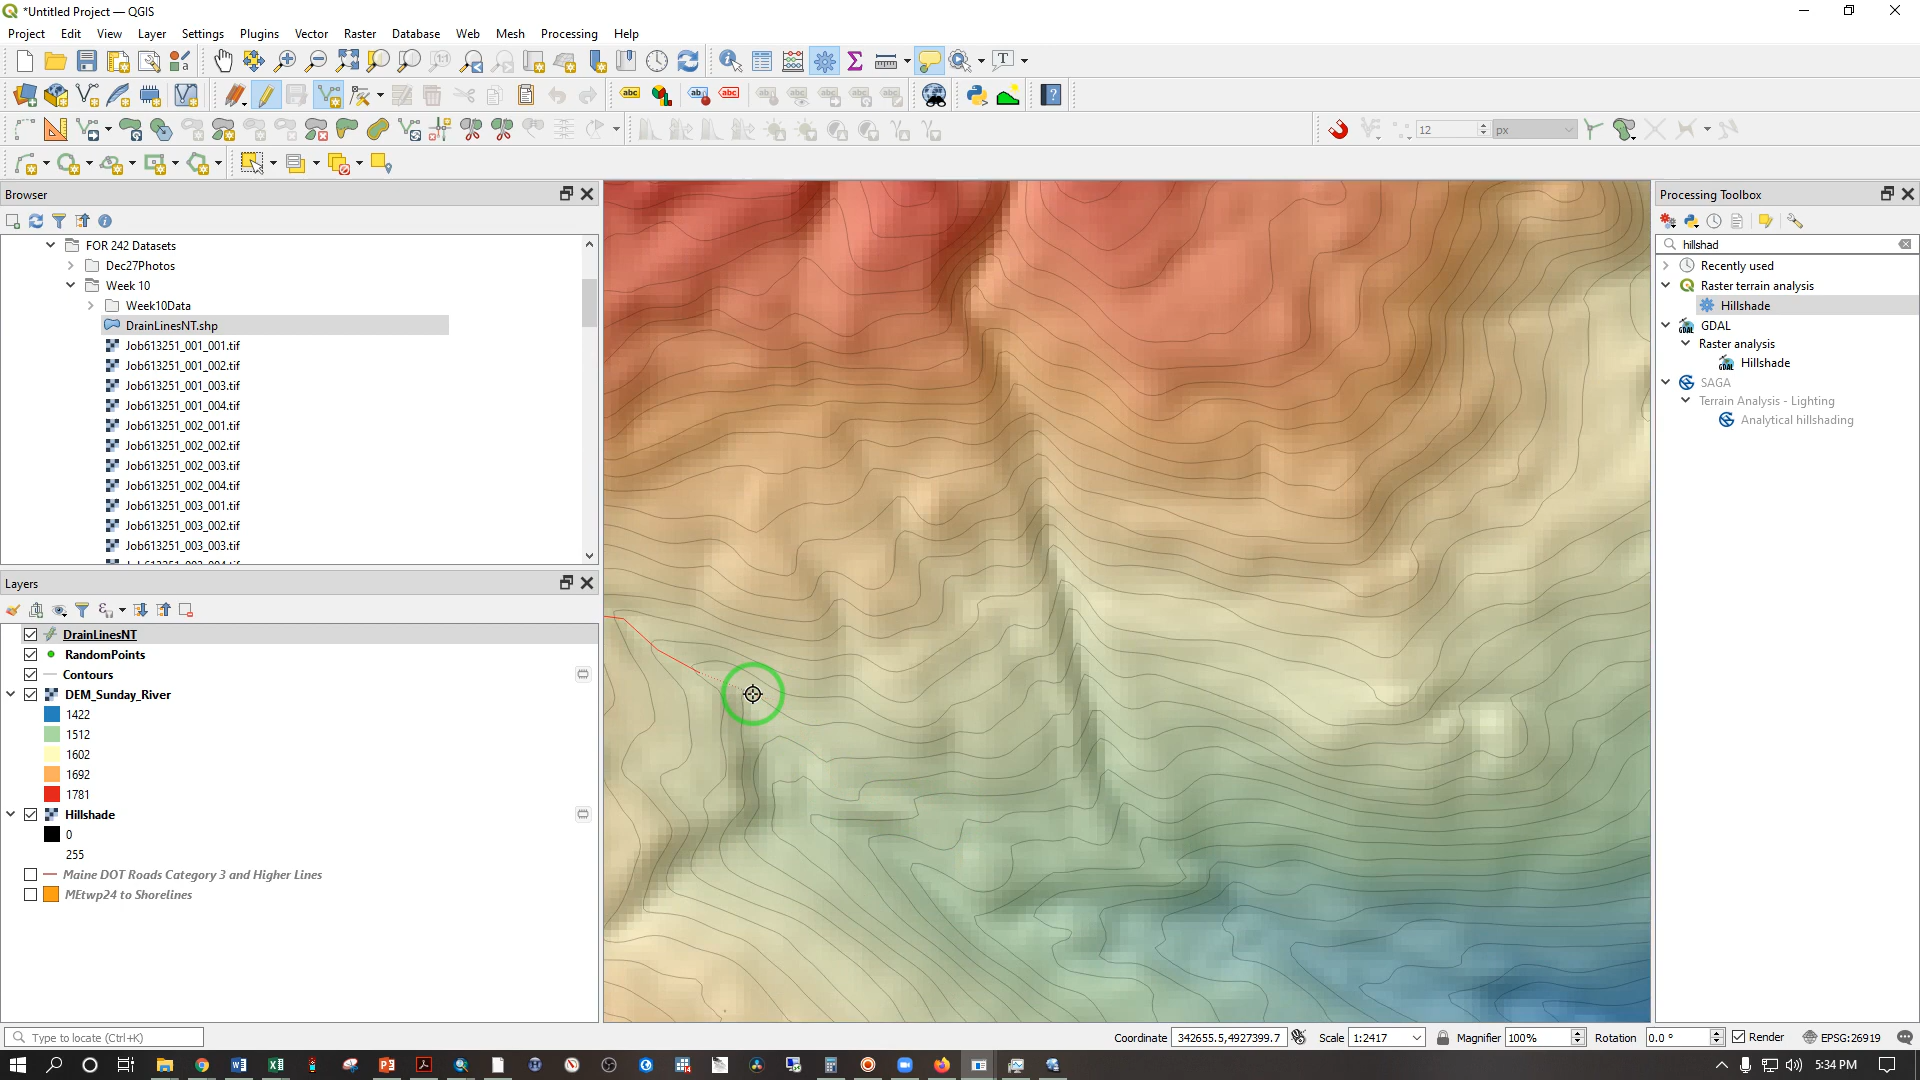 *Untitled Project — QGIS
Project Edit View Layer Settings Plugins Vector Raster Database Web Mesh Processing Help
12 px
Browser
FOR 242 Datasets
Dec27Photos
Week 10
Week10Data
DrainLinesNT.shp
Job613251_001_001.tif
Job613251_001_002.tif
Job613251_001_003.tif
Job613251_001_004.tif
Job613251_002_001.tif
Job613251_002_002.tif
Job613251_002_003.tif
Job613251_002_004.tif
Job613251_003_001.tif
Job613251_003_002.tif
Job613251_003_003.tif
Layers
DrainLinesNT
RandomPoints
Contours
DEM_Sunday_River
1422
1512
1602
1692
1781
Hillshade
0
255
Maine DOT Roads Category 3 and Higher Lines
MEtwp24 to Shorelines
Processing Toolbox
hillshad
Recently used
Raster terrain analysis
Hillshade
GDAL
Raster analysis
Hillshade
SAGA
Terrain Analysis - Lighting
Analytical hillshading
Type to locate (Ctrl+K)
Coordinate 342655.5,4927399.7 Scale 1:2417 Magnifier 100% Rotation 0.0 ° Render EPSG:26919
5:34 PM